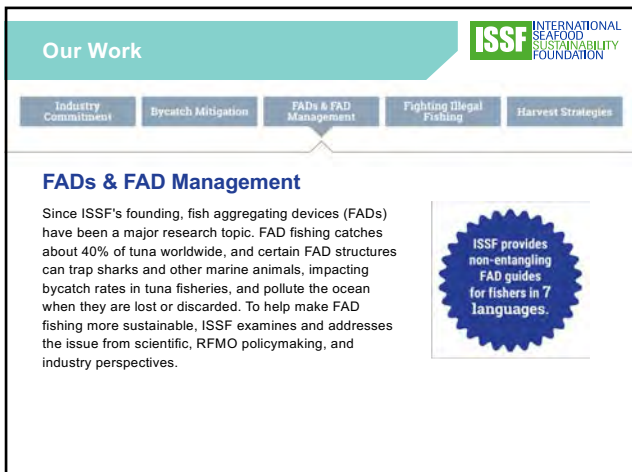 Our Work
ISSF
INTERNATIONAL
SEAFOOD
SUSTAINABILITY
FOUNDATION
Industry
Commitment
Bycatch Mitigation
FADs & FAD
Management
Fighting Illegal
Fishing
Harvest Strategies
FADs & FAD Management
Since ISSF's founding, fish aggregating devices (FADs)
have been a major research topic. FAD fishing catches
about 40% of tuna worldwide, and certain FAD structures
can trap sharks and other marine animals, impacting
bycatch rates in tuna fisheries, and pollute the ocean
when they are lost or discarded. To help make FAD
fishing more sustainable, ISSF examines and addresses
the issue from scientific, RFMO policymaking, and
industry perspectives.
ISSF provides
non-entangling
FAD guides
for fishers in 7
languages.